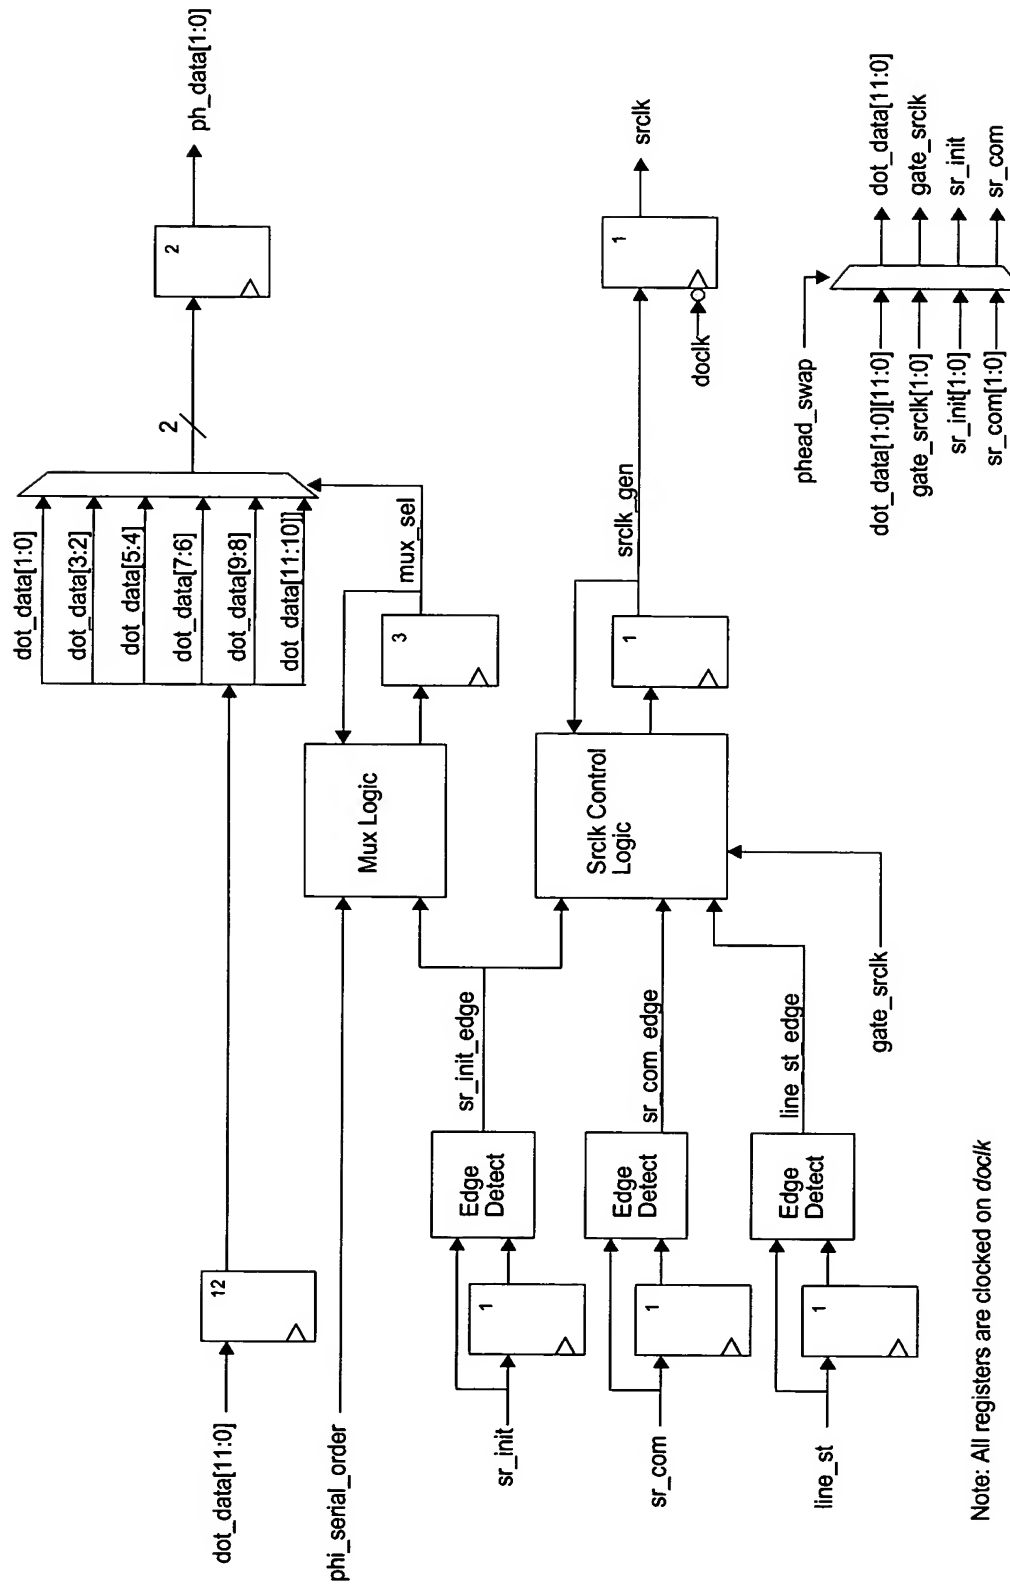 ph_data[1:0]
2
2
dot_data[1:0]
dot_data[3:2]
dot_data[5:4]
dot_data[7:6]
dot_data[9:8]
dot_data[11:10]]
mux_sel
3
Mux Logic
12
dot_data[11:0]
phi_serial_order
srclk
1
doclk
srclk_gen
1
Srclk Control
Logic
gate_srclk
sr_init_edge
sr_com_edge
line_st_edge
Edge
Detect
Edge
Detect
Edge
Detect
1
1
1
sr_init
sr_com
line_st
phead_swap
dot_data[1:0][11:0]
gate_srclk[1:0]
sr_init[1:0]
sr_com[1:0]
dot_data[11:0]
gate_srclk
sr_init
sr_com
Note: All registers are clocked on doclk